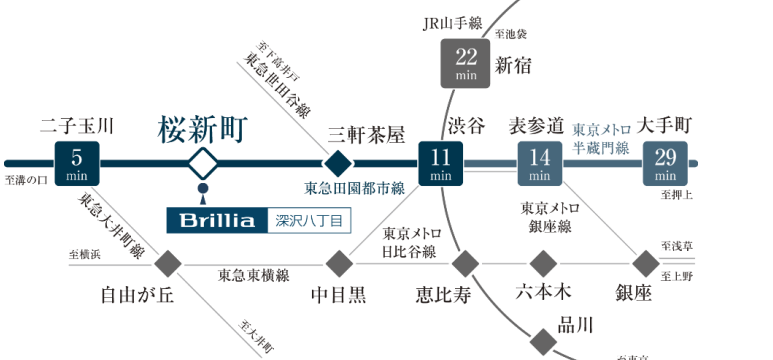 JR山手線
至池袋
22
min
新宿
至下高井戸
東急世田谷線
二子玉川
桜新町
三軒茶屋
渋谷
表参道
東京メトロ
半蔵門線
大手町
5
min
11
min
14
min
29
min
至溝の口
東急田園都市線
至押上
Brillia 深沢八丁目
東急大井町線
東京メトロ
銀座線
東京メトロ
日比谷線
至横浜
東急東横線
至浅草
至上野
自由が丘
中目黒
恵比寿
六本木
銀座
至大井町
品川
至東京